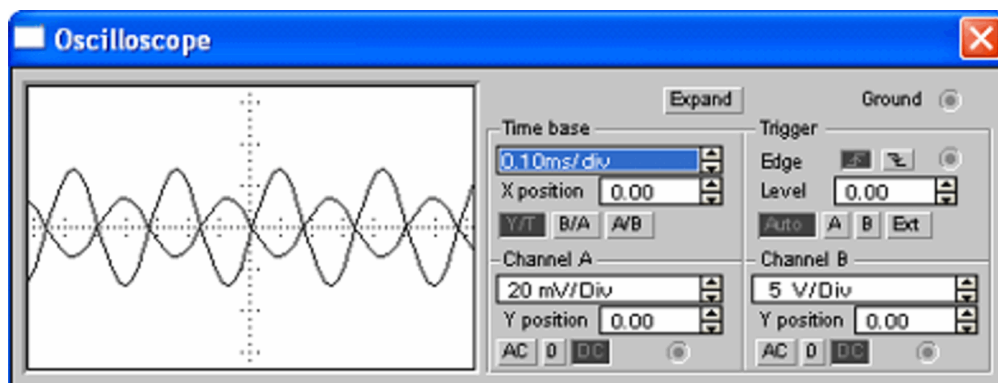 Oscilloscope
Expand
Ground
Time base
0.10ms/div
X position 0.00
Y/T B/A A/B
Trigger
Edge
Level 0.00
Auto A B Ext
Channel A
20 mV/Div
Y position 0.00
AC 0 DC
Channel B
5 V/Div
Y position 0.00
AC 0 DC